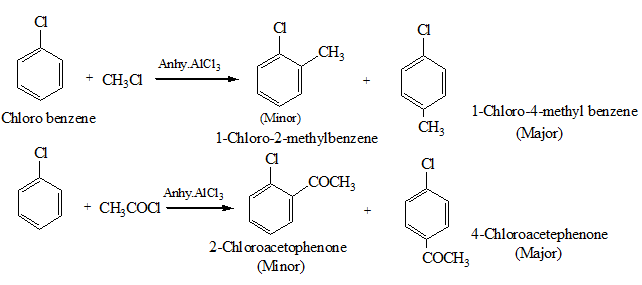 Cl
Cl
Cl
CH3
+ CH3Cl
Anhy.AlCl3
+
Chloro benzene
(Minor)
1-Chloro-2-methylbenzene
CH3
1-Chloro-4-methyl benzene
(Major)
Cl
Cl
Cl
COCH3
+ CH3COCl
Anhy.AlCl3
+
2-Chloroacetophenone
(Minor)
COCH3
4-Chloroacetephenone
(Major)